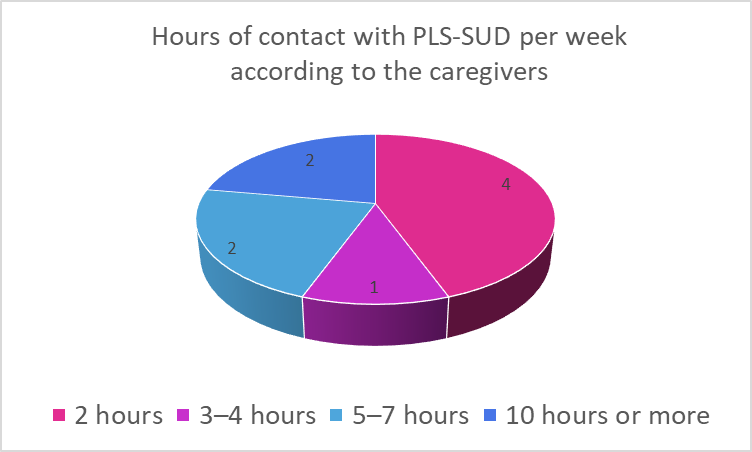 Hours of contact with PLS-SUD per week
according to the caregivers
2
4
2
1
2 hours 3–4 hours 5–7 hours 10 hours or more